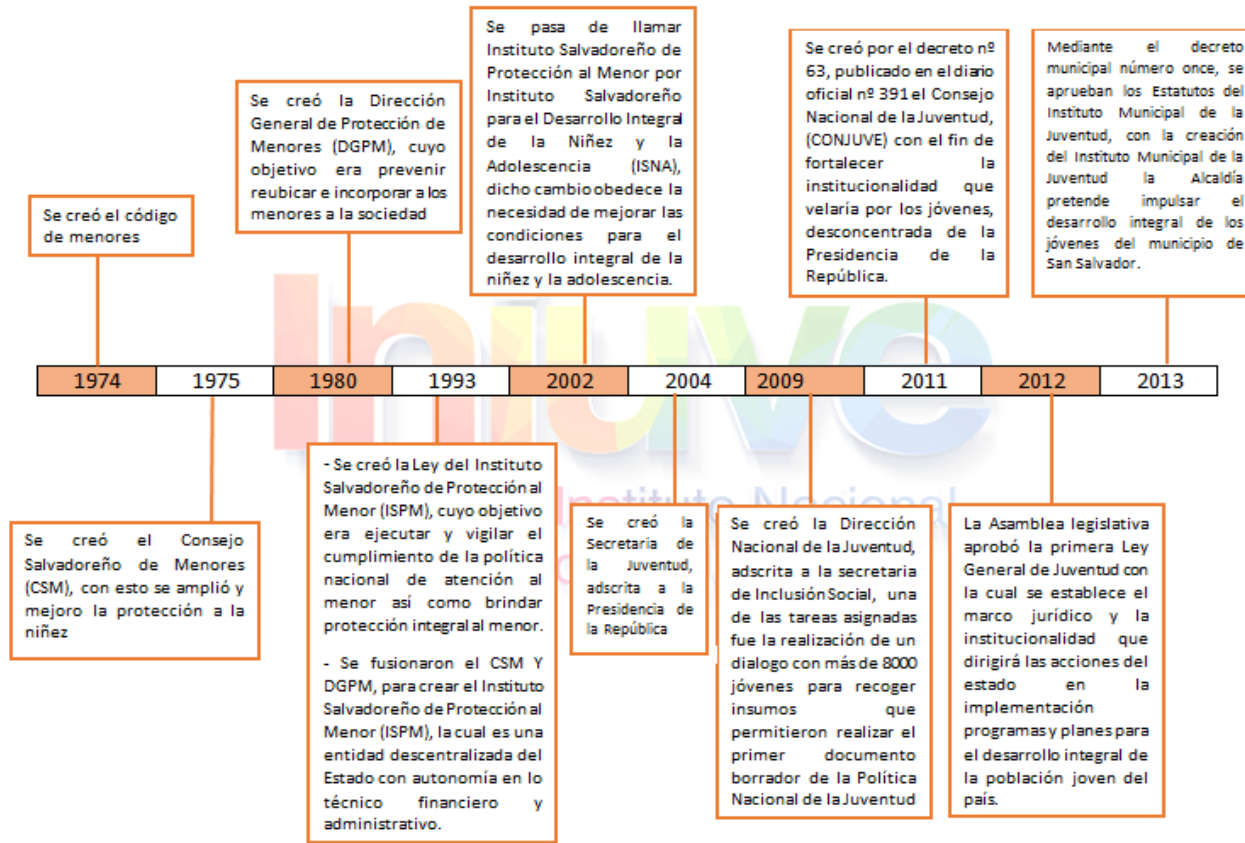 Se creó el código
de menores
Se creó la Dirección
General de Protección de
Menores (DGPM), cuyo
objetivo era prevenir
reubicar e incorporar a los
menores a la sociedad
Se pasa de llamar
Instituto Salvadoreño de
Protección al Menor por
Instituto Salvadoreño
para el Desarrollo Integral
de la Niñez y la
Adolescencia (ISNA),
dicho cambio obedece la
necesidad de mejorar las
condiciones para el
desarrollo integral de la
niñez y la adolescencia.
Se creó por el decreto nº
63, publicado en el diario
oficial nº 391 el Consejo
Nacional de la Juventud,
(CONJUVE) con el fin de
fortalecer la
institucionalidad que
velaría por los jóvenes,
desconcentrada de la
Presidencia de la
República.
Mediante el decreto
municipal número once, se
aprueban los Estatutos del
Instituto Municipal de la
Juventud, con la creación
del Instituto Municipal de la
Juventud la Alcaldía
pretende impulsar el
desarrollo integral de los
jóvenes del municipio de
San Salvador.
Injuve
1974 1975 1980 1993 2002 2004 2009 2011 2012 2013
Instituto Nacional
Se creó el Consejo
Salvadoreño de Menores
(CSM), con esto se amplió y
mejoro la protección a la
niñez
- Se creó la Ley del Instituto
Salvadoreño de Protección al
Menor (ISPM), cuyo objetivo
era ejecutar y vigilar el
cumplimiento de la política
nacional de atención al
menor así como brindar
protección integral al menor.
- Se fusionaron el CSM Y
DGPM, para crear el Instituto
Salvadoreño de Protección al
Menor (ISPM), la cual es una
entidad descentralizada del
Estado con autonomía en lo
técnico financiero y
administrativo.
Se creó la
Secretaria de
la Juventud,
adscrita a la
Presidencia de
la República
Se creó la Dirección
Nacional de la Juventud,
adscrita a la secretaria
de Inclusión Social, una
de las tareas asignadas
fue la realización de un
dialogo con más de 8000
jóvenes para recoger
insumos que
permitieron realizar el
primer documento
borrador de la Política
Nacional de la Juventud
La Asamblea legislativa
aprobó la primera Ley
General de Juventud con
la cual se establece el
marco jurídico y la
institucionalidad que
dirigirá las acciones del
estado en la
implementación
programas y planes para
el desarrollo integral de
la población joven del
país.